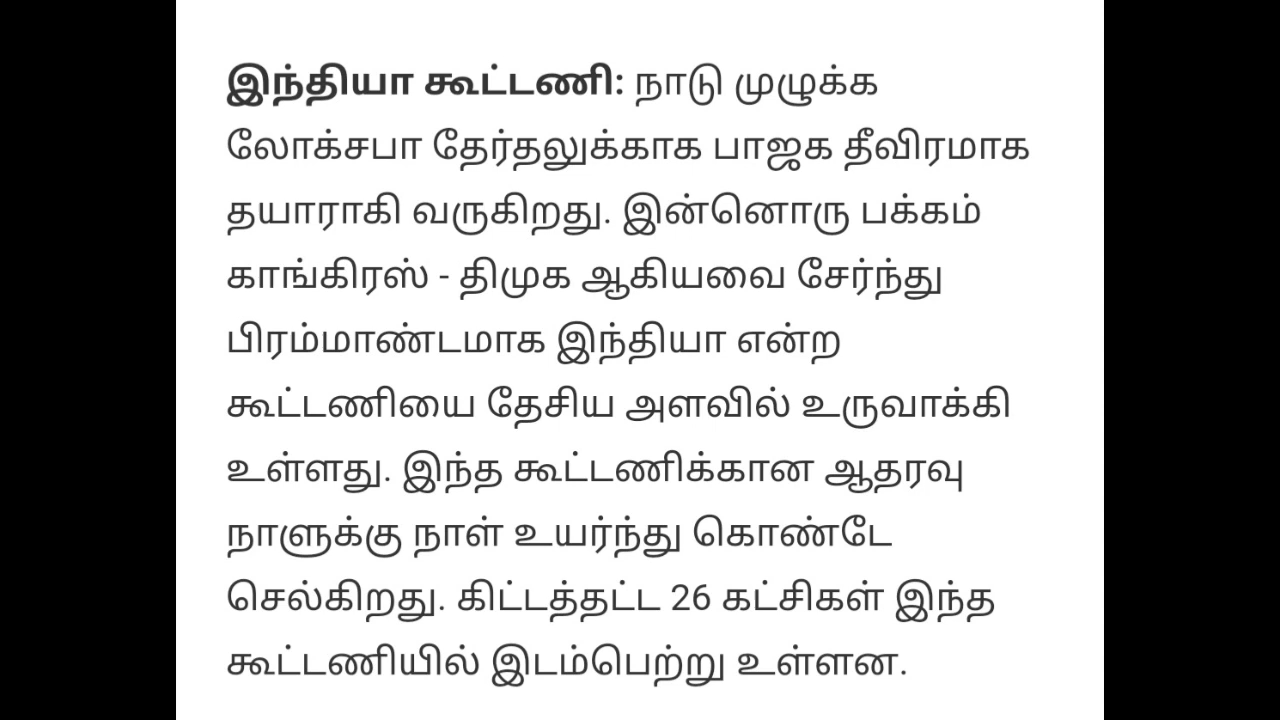 இந்தியா கூட்டணி: நாடு முழுக்க
லோக்சபா தேர்தலுக்காக பாஜக தீவிரமாக
தயாராகி வருகிறது. இன்னொரு பக்கம்
காங்கிரஸ் - திமுக ஆகியவை சேர்ந்து
பிரம்மாண்டமாக இந்தியா என்ற
கூட்டணியை தேசிய அளவில் உருவாக்கி
உள்ளது. இந்த கூட்டணிக்கான ஆதரவு
நாளுக்கு நாள் உயர்ந்து கொண்டே
செல்கிறது. கிட்டத்தட்ட 26 கட்சிகள் இந்த
கூட்டணியில் இடம்பெற்று உள்ளன.